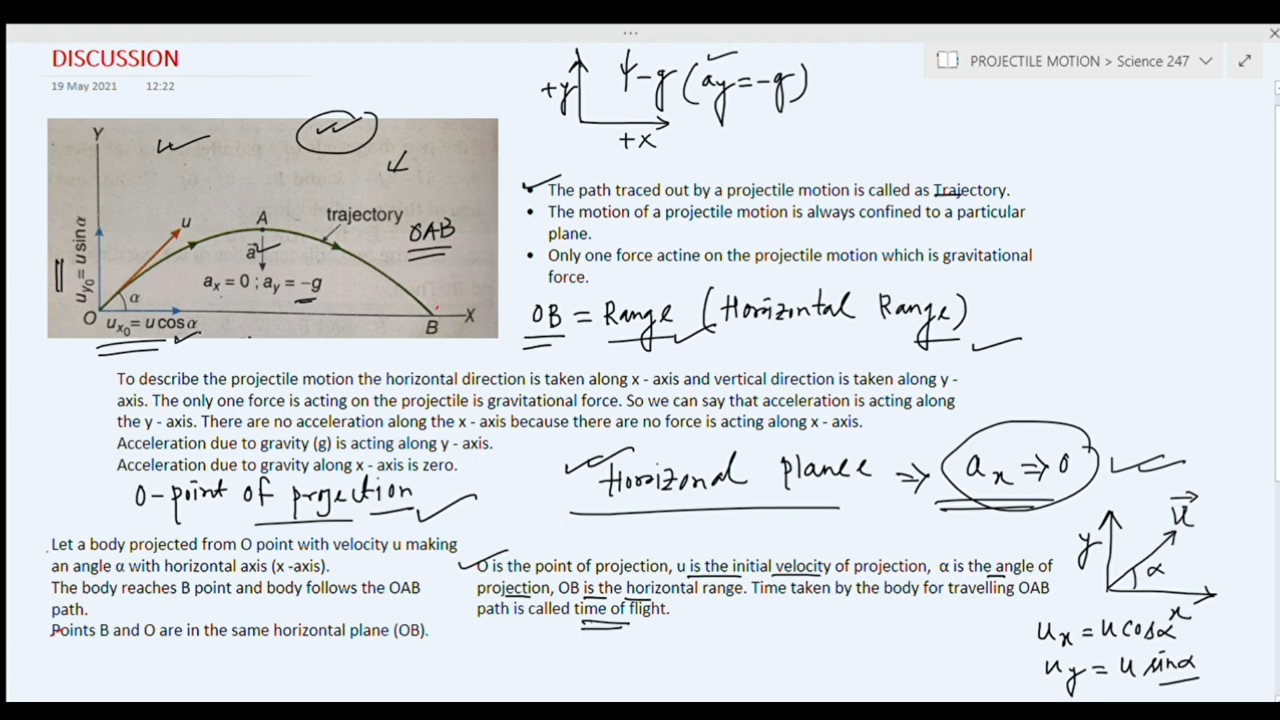 DISCUSSION
19 May 2021 12:22
PROJECTILE MOTION > Science 247
+y
-g (ay = -g)
+x
Y
u
A
trajectory
OAB
a
uy0 = u sin α
ax = 0 ; ay = -g
α
O
ux0 = u cos α
B
X
• The path traced out by a projectile motion is called as Trajectory.
• The motion of a projectile motion is always confined to a particular
plane.
• Only one force actine on the projectile motion which is gravitational
force.
OB = Range (Horizontal Range)
To describe the projectile motion the horizontal direction is taken along x - axis and vertical direction is taken along y -
axis. The only one force is acting on the projectile is gravitational force. So we can say that acceleration is acting along
the y - axis. There are no acceleration along the x - axis because there are no force is acting along x - axis.
Acceleration due to gravity (g) is acting along y - axis.
Acceleration due to gravity along x - axis is zero.
O-point of projection
Horizonal planee ⇒ ax ⇒ 0
Let a body projected from O point with velocity u making
an angle α with horizontal axis (x -axis).
The body reaches B point and body follows the OAB
path.
Points B and O are in the same horizontal plane (OB).
O is the point of projection, u is the initial velocity of projection, α is the angle of
projection, OB is the horizontal range. Time taken by the body for travelling OAB
path is called time of flight.
u
y
α
x
ux = u cosα
uy = u sinα